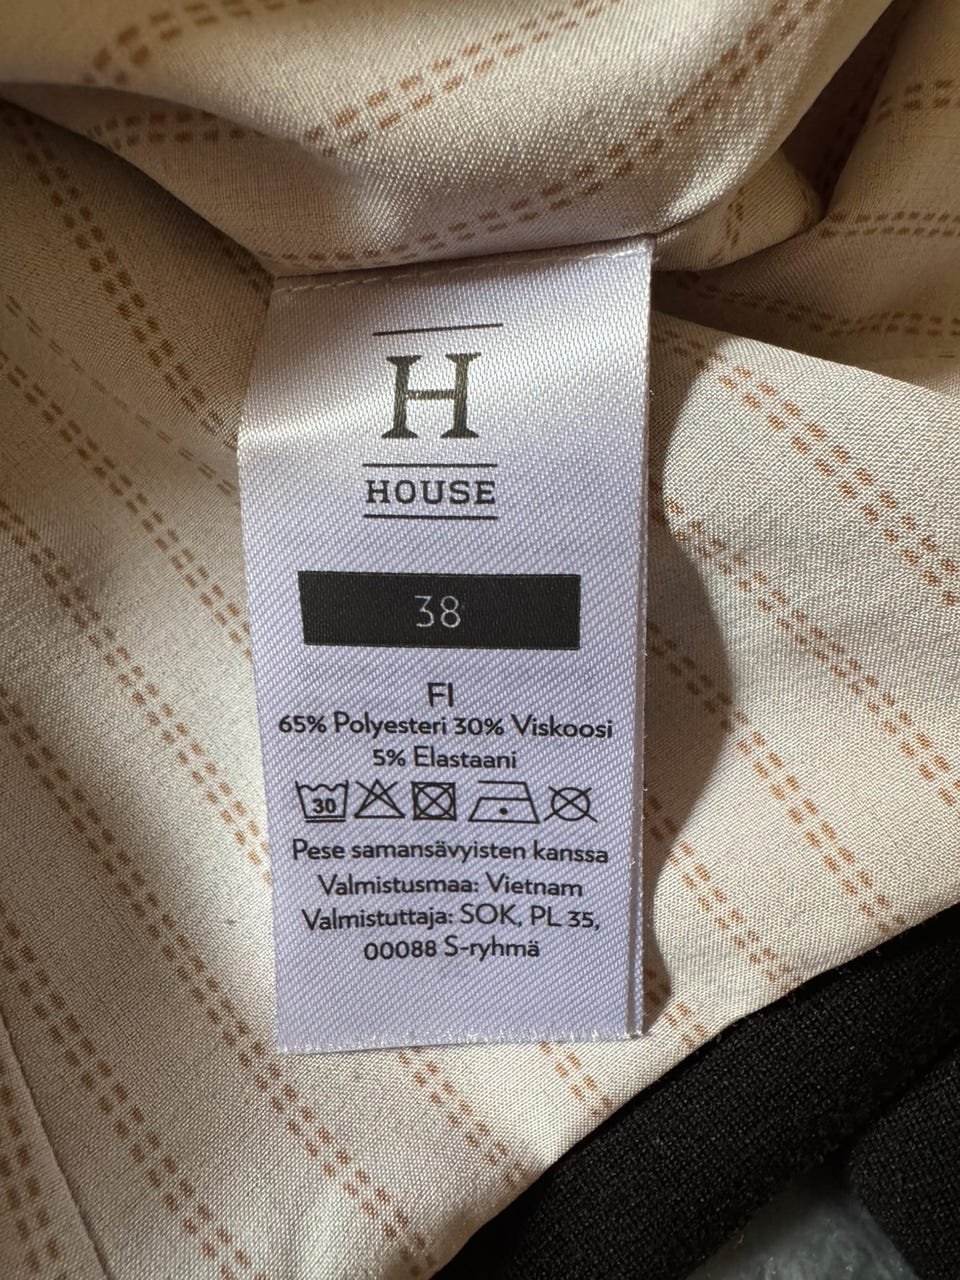 H
HOUSE
38
FI
65% Polyesteri 30% Viskoosi
5% Elastaani
30
Pese samansävyisten kanssa
Valmistusmaa: Vietnam
Valmistuttaja: SOK, PL 35,
00088 S-ryhmä